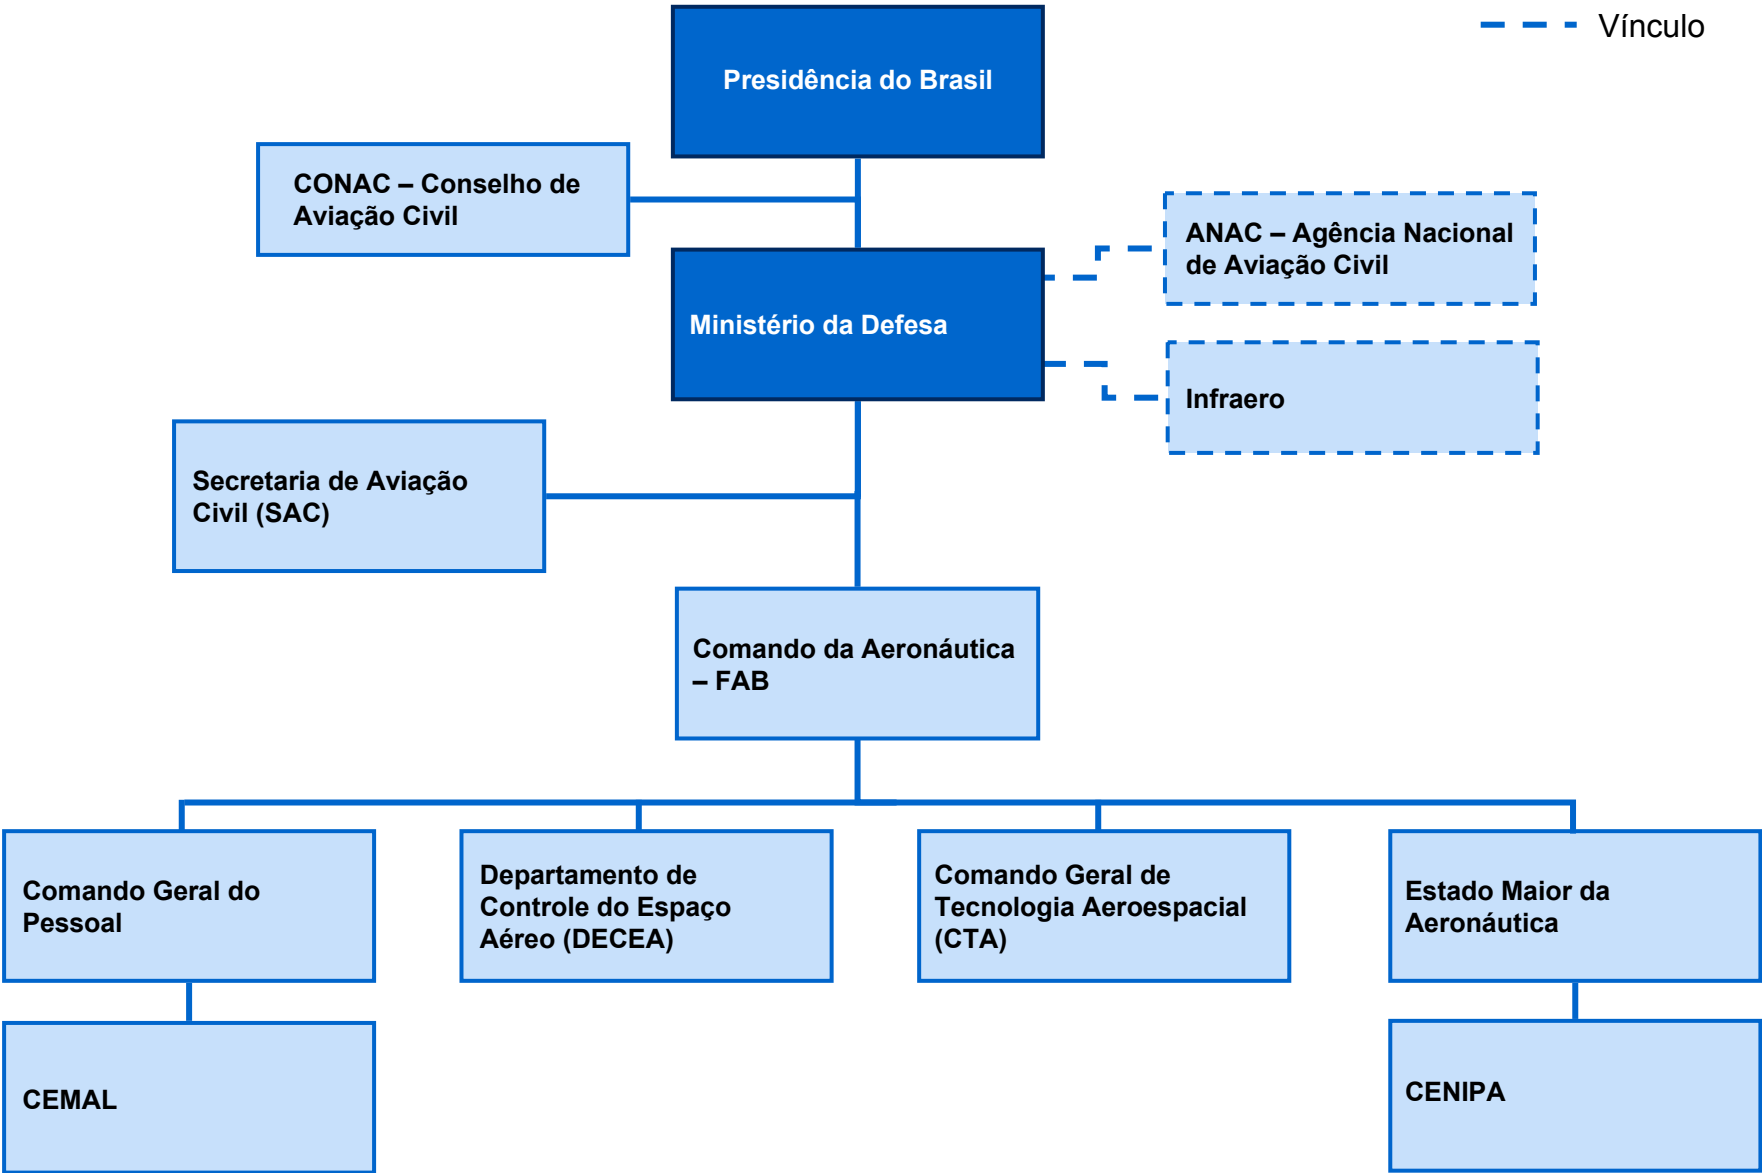 Vínculo
Presidência do Brasil
CONAC – Conselho de
Aviação Civil
ANAC – Agência Nacional
de Aviação Civil
Ministério da Defesa
Infraero
Secretaria de Aviação
Civil (SAC)
Comando da Aeronáutica
– FAB
Comando Geral do
Pessoal
Departamento de
Controle do Espaço
Aéreo (DECEA)
Comando Geral de
Tecnologia Aeroespacial
(CTA)
Estado Maior da
Aeronáutica
CEMAL
CENIPA